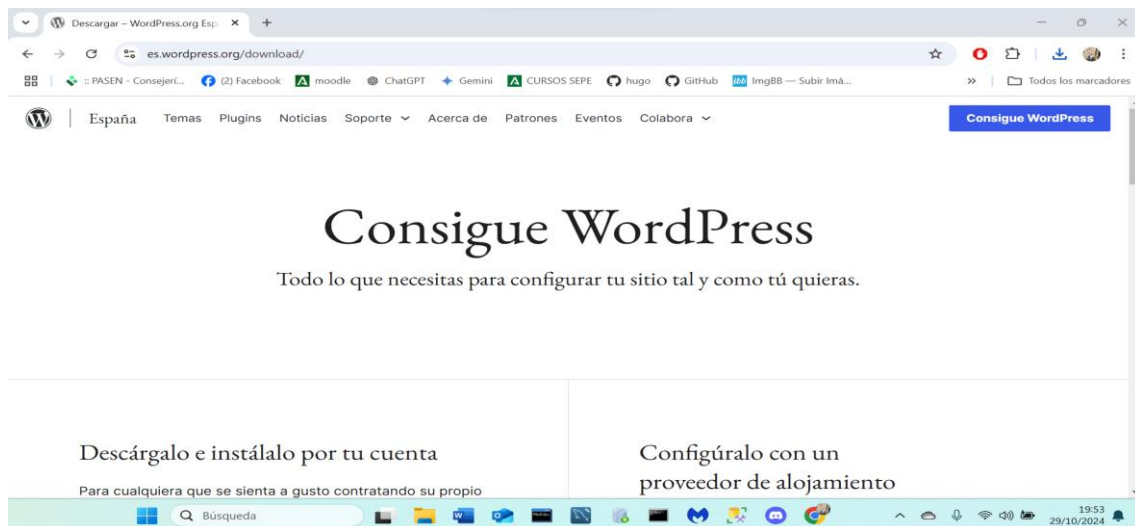 Descargar – WordPress.org Esp
es.wordpress.org/download/
:: PASEN - Consejerí... (2) Facebook moodle ChatGPT Gemini CURSOS SEPE hugo GitHub ImgBB — Subir Imá... » Todos los marcadores
España Temas Plugins Noticias Soporte Acerca de Patrones Eventos Colabora Consigue WordPress
Consigue WordPress
Todo lo que necesitas para configurar tu sitio tal y como tú quieras.
Descárgalo e instálalo por tu cuenta
Para cualquiera que se sienta a gusto contratando su propio
Configúralo con un
proveedor de alojamiento
Búsqueda
19:53
29/10/2024